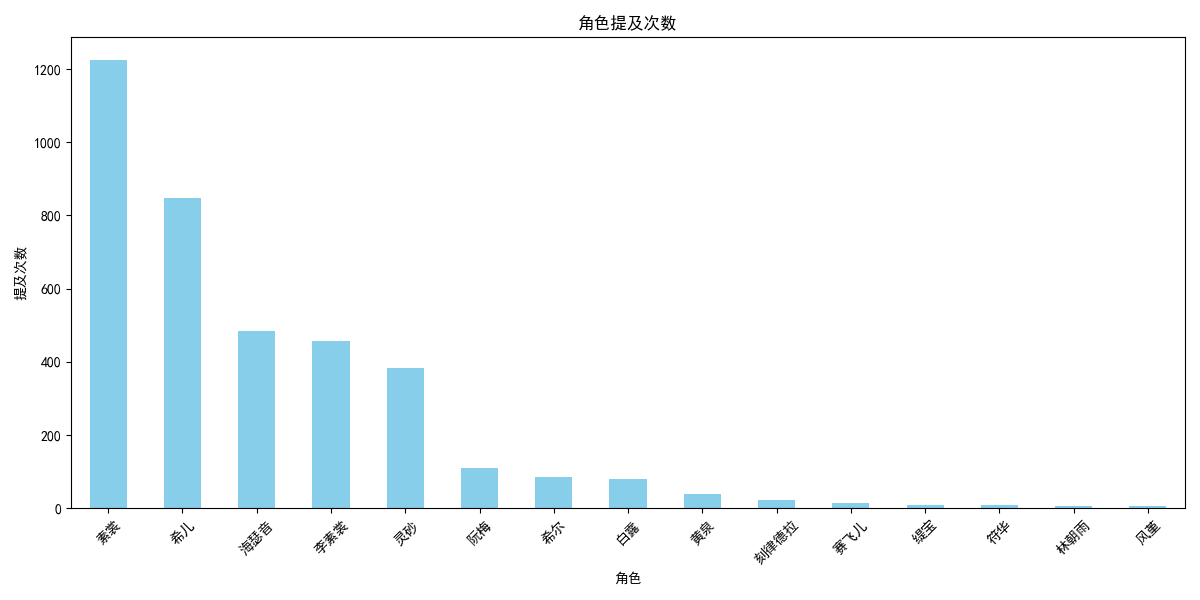 角色提及次数
提及次数
1200
1000
800
600
400
200
0
素裳
希儿
海瑟音
李素裳
灵砂
阮梅
希尔
白露
黄泉
刻律德拉
赛飞儿
缇宝
符华
林朝雨
风堇
角色